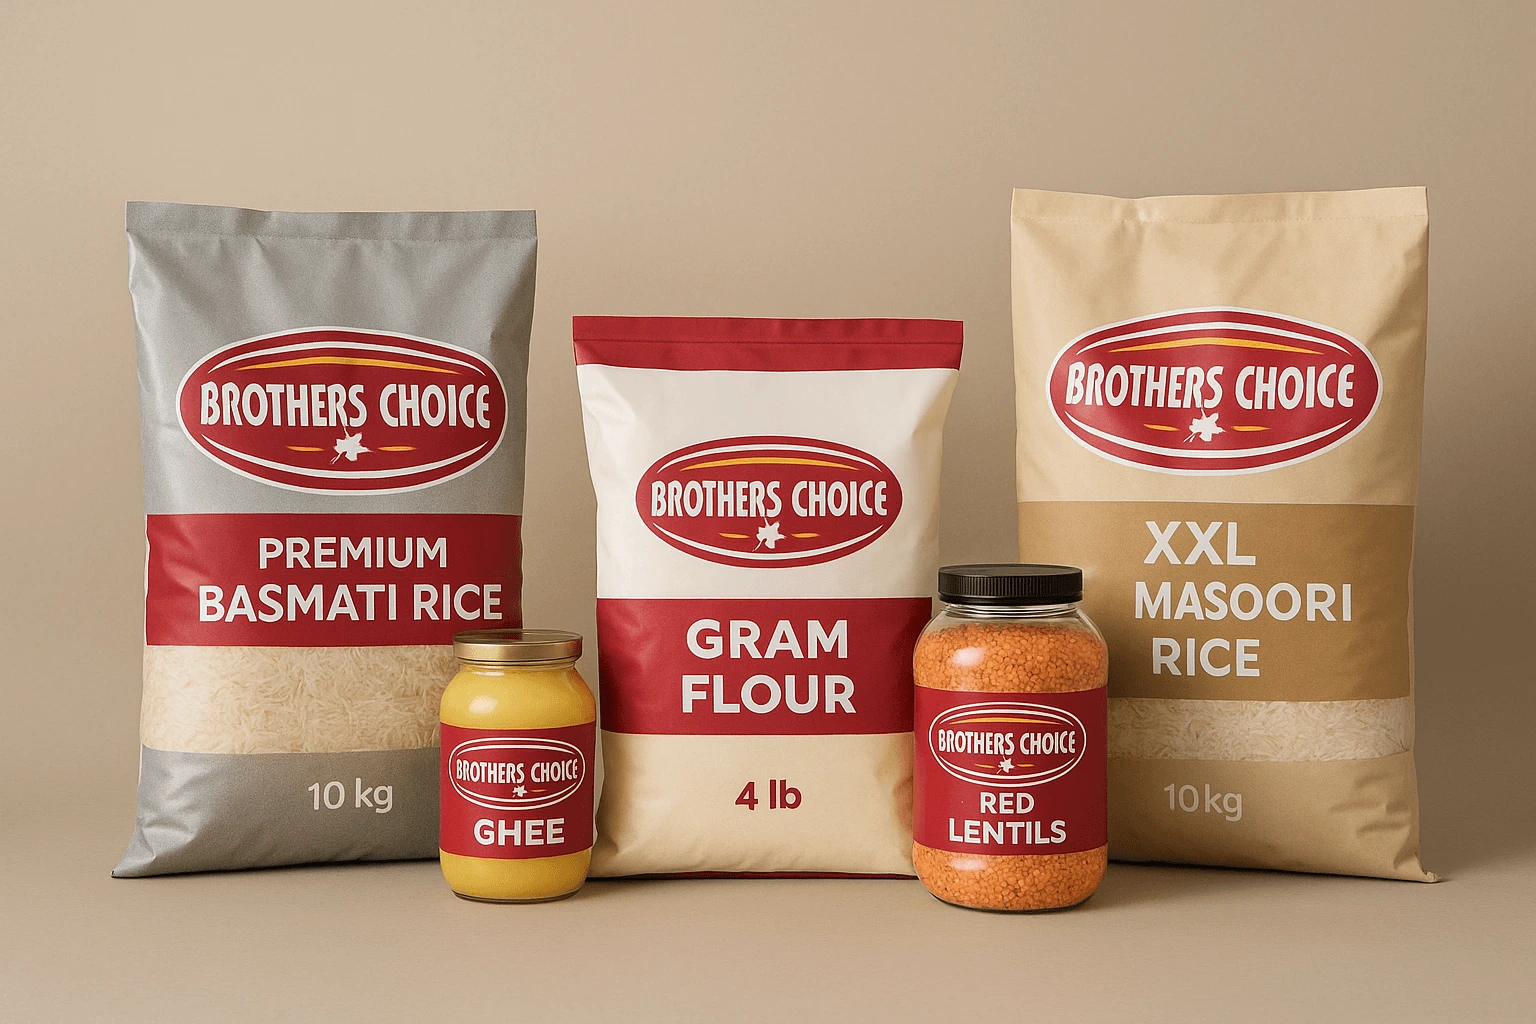 BROTHERS CHOICE
PREMIUM
BASMATI RICE
10 kg
BROTHERS CHOICE
GHEE
BROTHERS CHOICE
GRAM
FLOUR
4 lb
BROTHERS CHOICE
RED
LENTILS
BROTHERS CHOICE
XXL
MASOORI
RICE
10 kg